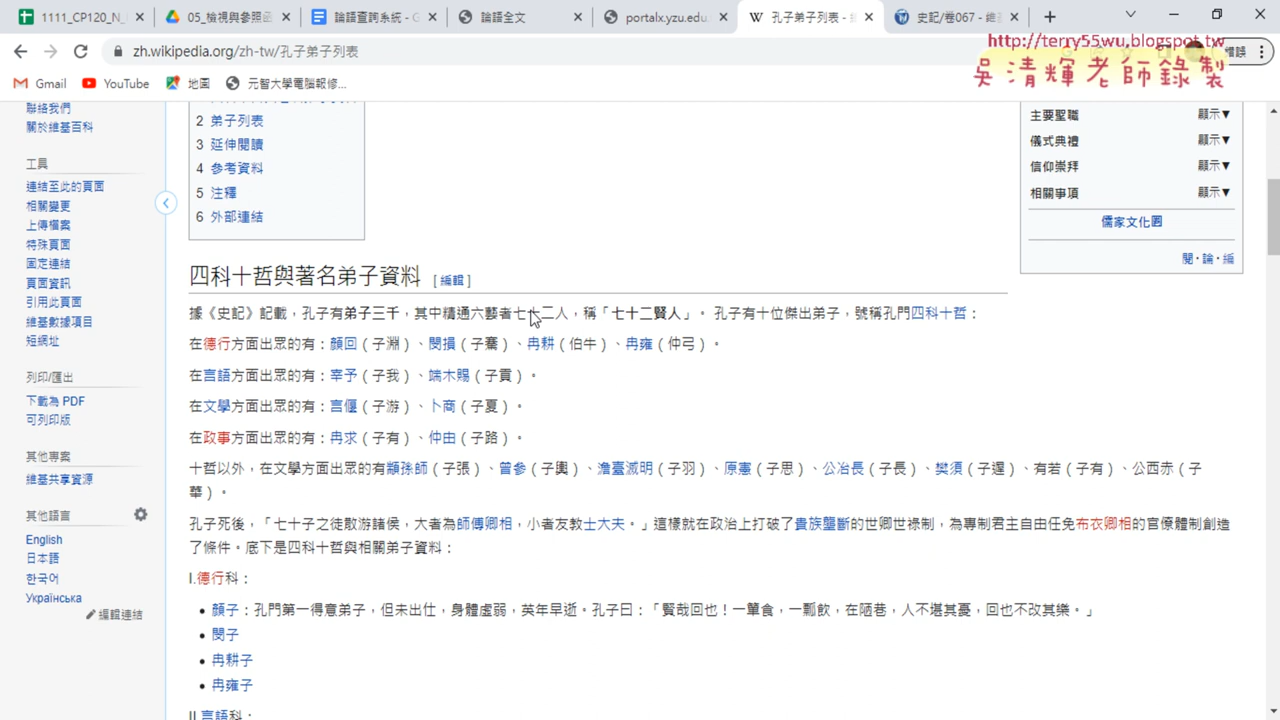 1111_CP120_N_
05_檢視與參照函
論語查詢系統 - G
論語全文
portalx.yzu.edu.
孔子弟子列表 - 維
史記/卷067 - 維基
zh.wikipedia.org/zh-tw/孔子弟子列表
http://terry55wu.blogspot.tw
吳清輝老師錄製
Gmail
YouTube
地圖
元智大學電腦報修...
聯絡我們
關於維基百科
工具
連結至此的頁面
相關變更
上傳檔案
特殊頁面
固定連結
頁面資訊
引用此頁面
維基數據項目
短網址
列印/匯出
下載為 PDF
可列印版
其他專案
維基共享資源
其他語言
English
日本語
한국어
Українська
編輯連結
2 弟子列表
3 延伸閱讀
4 參考資料
5 注釋
6 外部連結
主要聖職 顯示▼
儀式典禮 顯示▼
信仰崇拜 顯示▼
相關事項 顯示▼
儒家文化圈
閱·論·編
四科十哲與著名弟子資料 [編輯]
據《史記》記載，孔子有弟子三千，其中精通六藝者七十二人，稱「七十二賢人」。 孔子有十位傑出弟子，號稱孔門四科十哲：
在德行方面出眾的有：顏回（子淵）、閔損（子騫）、冉耕（伯牛）、冉雍（仲弓）。
在言語方面出眾的有：宰予（子我）、端木賜（子貢）。
在文學方面出眾的有：言偃（子游）、卜商（子夏）。
在政事方面出眾的有：冉求（子有）、仲由（子路）。
十哲以外，在文學方面出眾的有顓孫師（子張）、曾參（子輿）、澹臺滅明（子羽）、原憲（子思）、公冶長（子長）、樊須（子遲）、有若（子有）、公西赤（子
華）。
孔子死後，「七十子之徒散游諸侯，大者為師傅卿相，小者友教士大夫。」這樣就在政治上打破了貴族壟斷的世卿世祿制，為專制君主自由任免布衣卿相的官僚體制創造
了條件。底下是四科十哲與相關弟子資料：
I.德行科：
• 顏子：孔門第一得意弟子，但未出仕，身體虛弱，英年早逝。孔子曰：「賢哉回也！一簞食，一瓢飲，在陋巷，人不堪其憂，回也不改其樂。」
• 閔子
• 冉耕子
• 冉雍子
II.言語科：